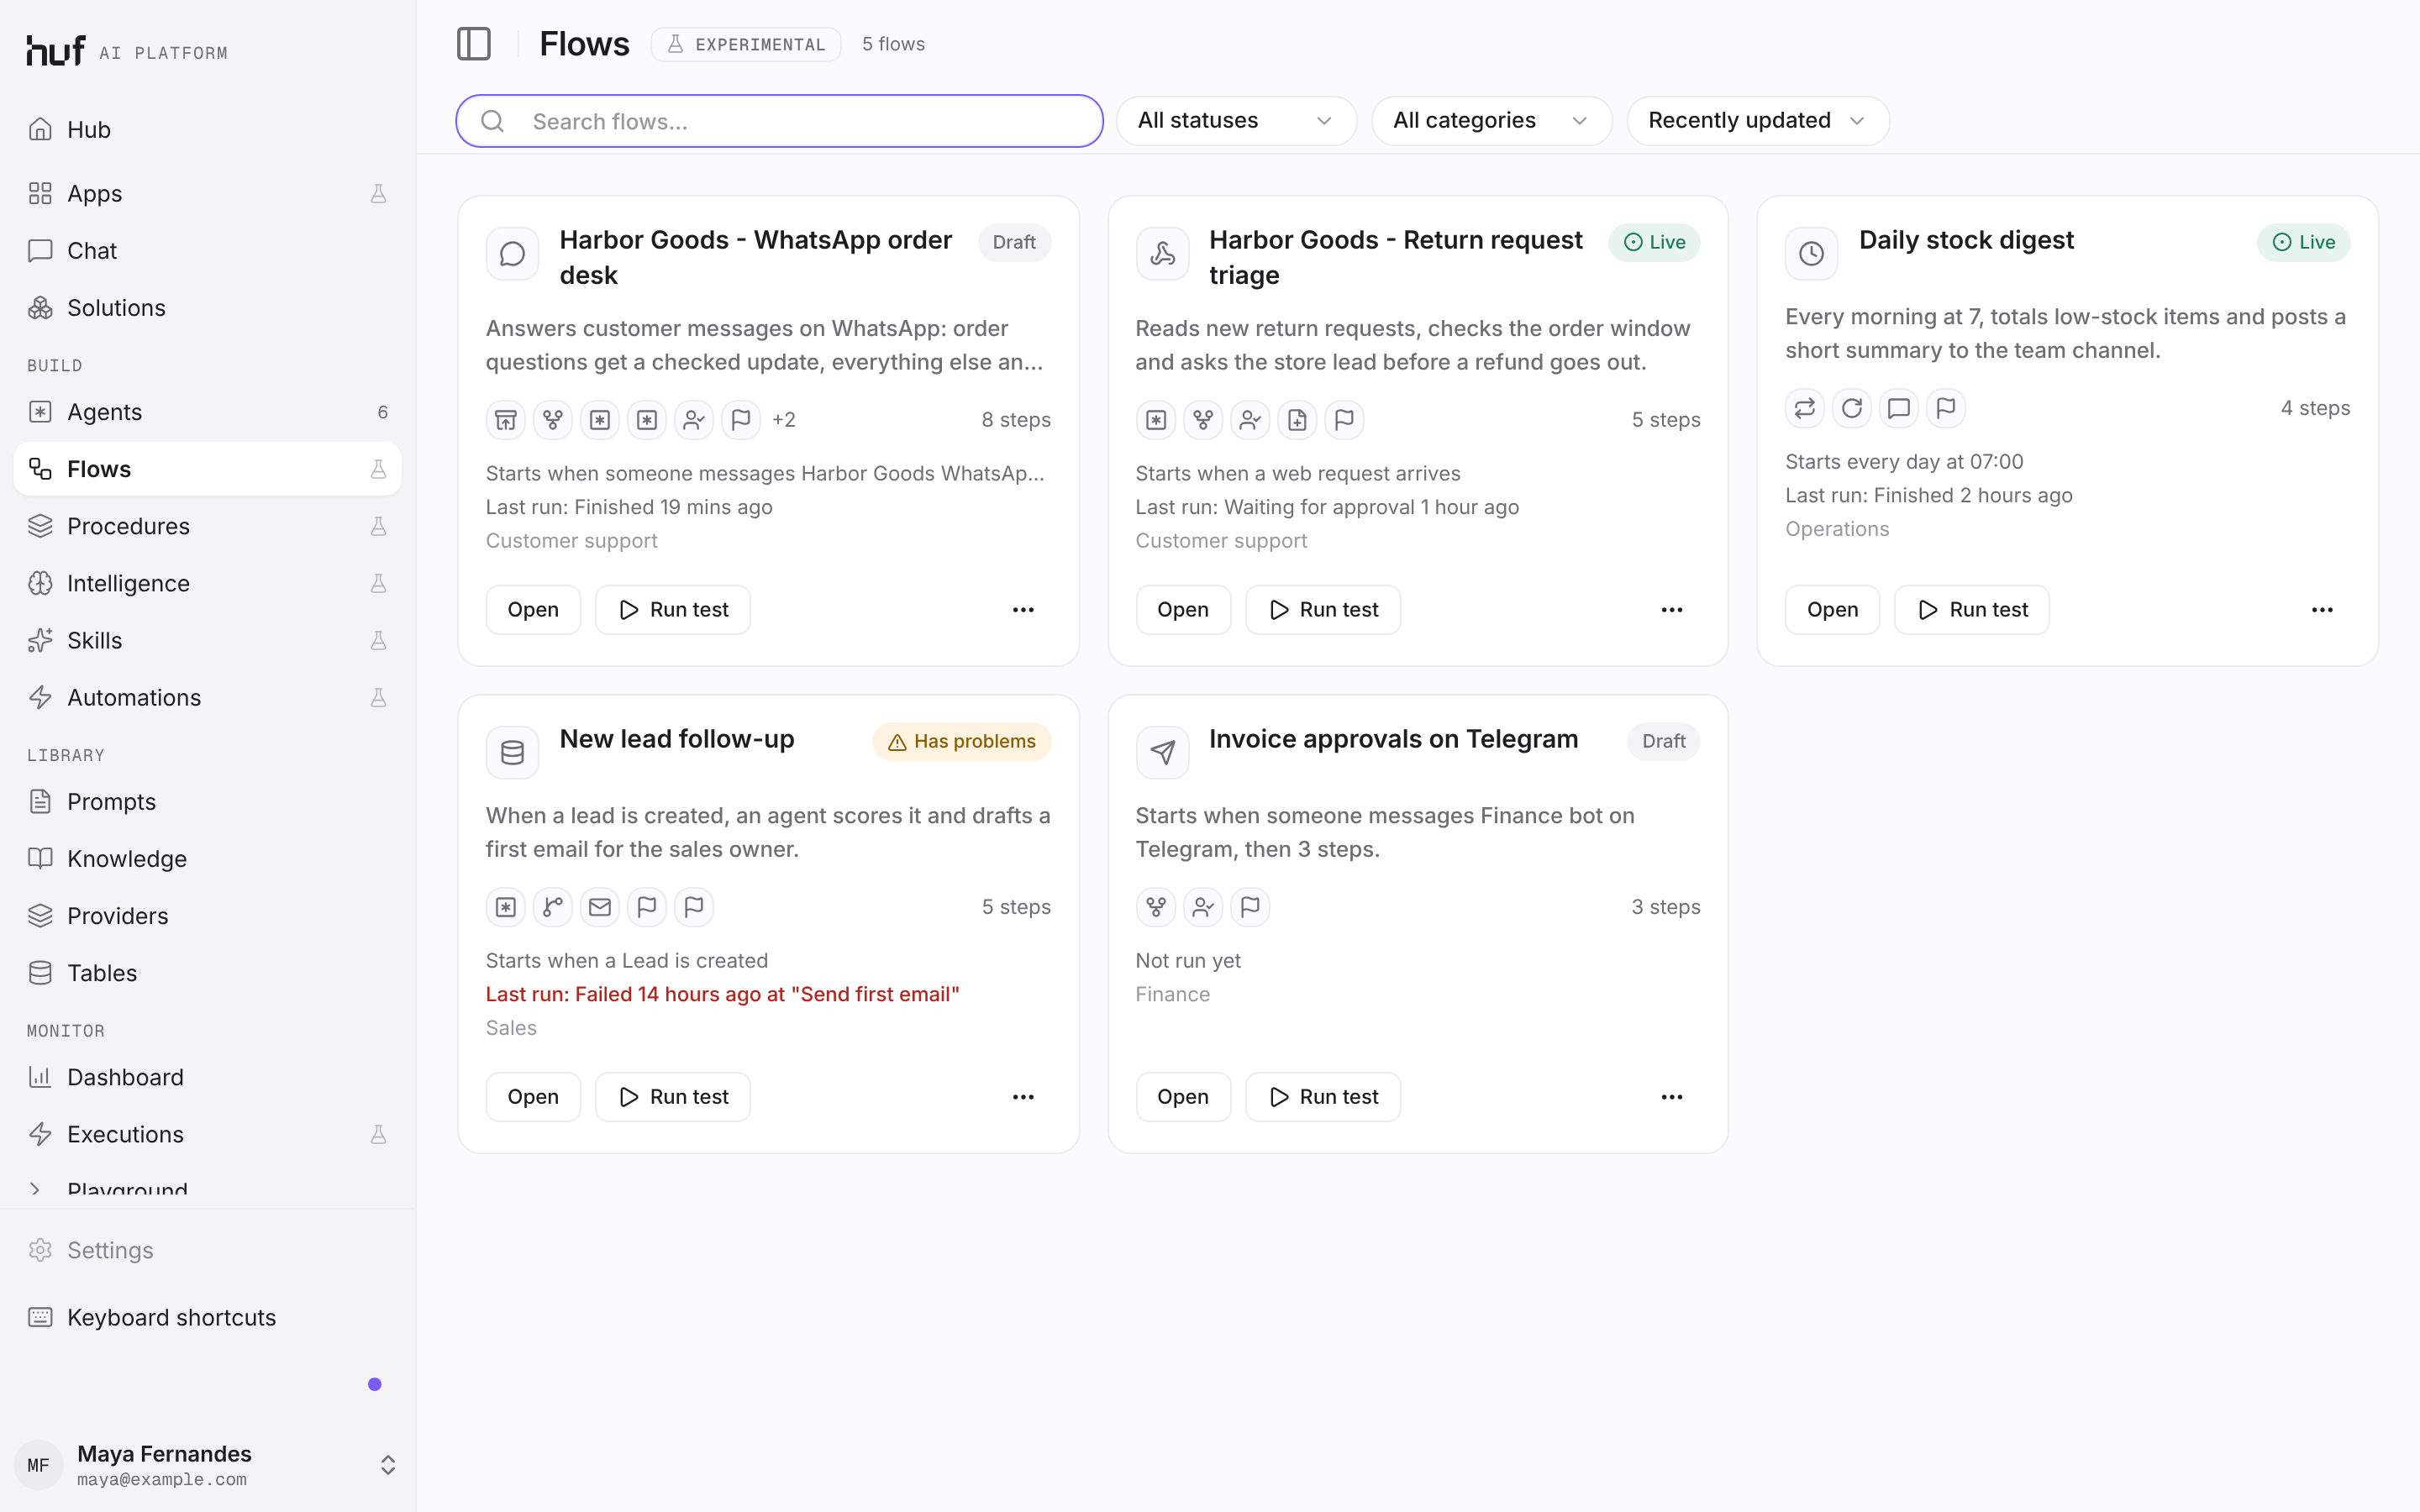 huf AI PLATFORM
Hub
Apps
Chat
Solutions
BUILD
Agents 6
Flows
Procedures
Intelligence
Skills
Automations
LIBRARY
Prompts
Knowledge
Providers
Tables
MONITOR
Dashboard
Executions
Playground
Settings
Keyboard shortcuts
MF
Maya Fernandes
maya@example.com
Flows EXPERIMENTAL 5 flows
Search flows...
All statuses
All categories
Recently updated
Harbor Goods - WhatsApp order
desk
Draft
Answers customer messages on WhatsApp: order
questions get a checked update, everything else an...
+2 8 steps
Starts when someone messages Harbor Goods WhatsAp...
Last run: Finished 19 mins ago
Customer support
Open Run test
Harbor Goods - Return request
triage
Live
Reads new return requests, checks the order window
and asks the store lead before a refund goes out.
5 steps
Starts when a web request arrives
Last run: Waiting for approval 1 hour ago
Customer support
Open Run test
Daily stock digest
Live
Every morning at 7, totals low-stock items and posts a
short summary to the team channel.
4 steps
Starts every day at 07:00
Last run: Finished 2 hours ago
Operations
Open Run test
New lead follow-up
Has problems
When a lead is created, an agent scores it and drafts a
first email for the sales owner.
5 steps
Starts when a Lead is created
Last run: Failed 14 hours ago at "Send first email"
Sales
Open Run test
Invoice approvals on Telegram
Draft
Starts when someone messages Finance bot on
Telegram, then 3 steps.
3 steps
Not run yet
Finance
Open Run test